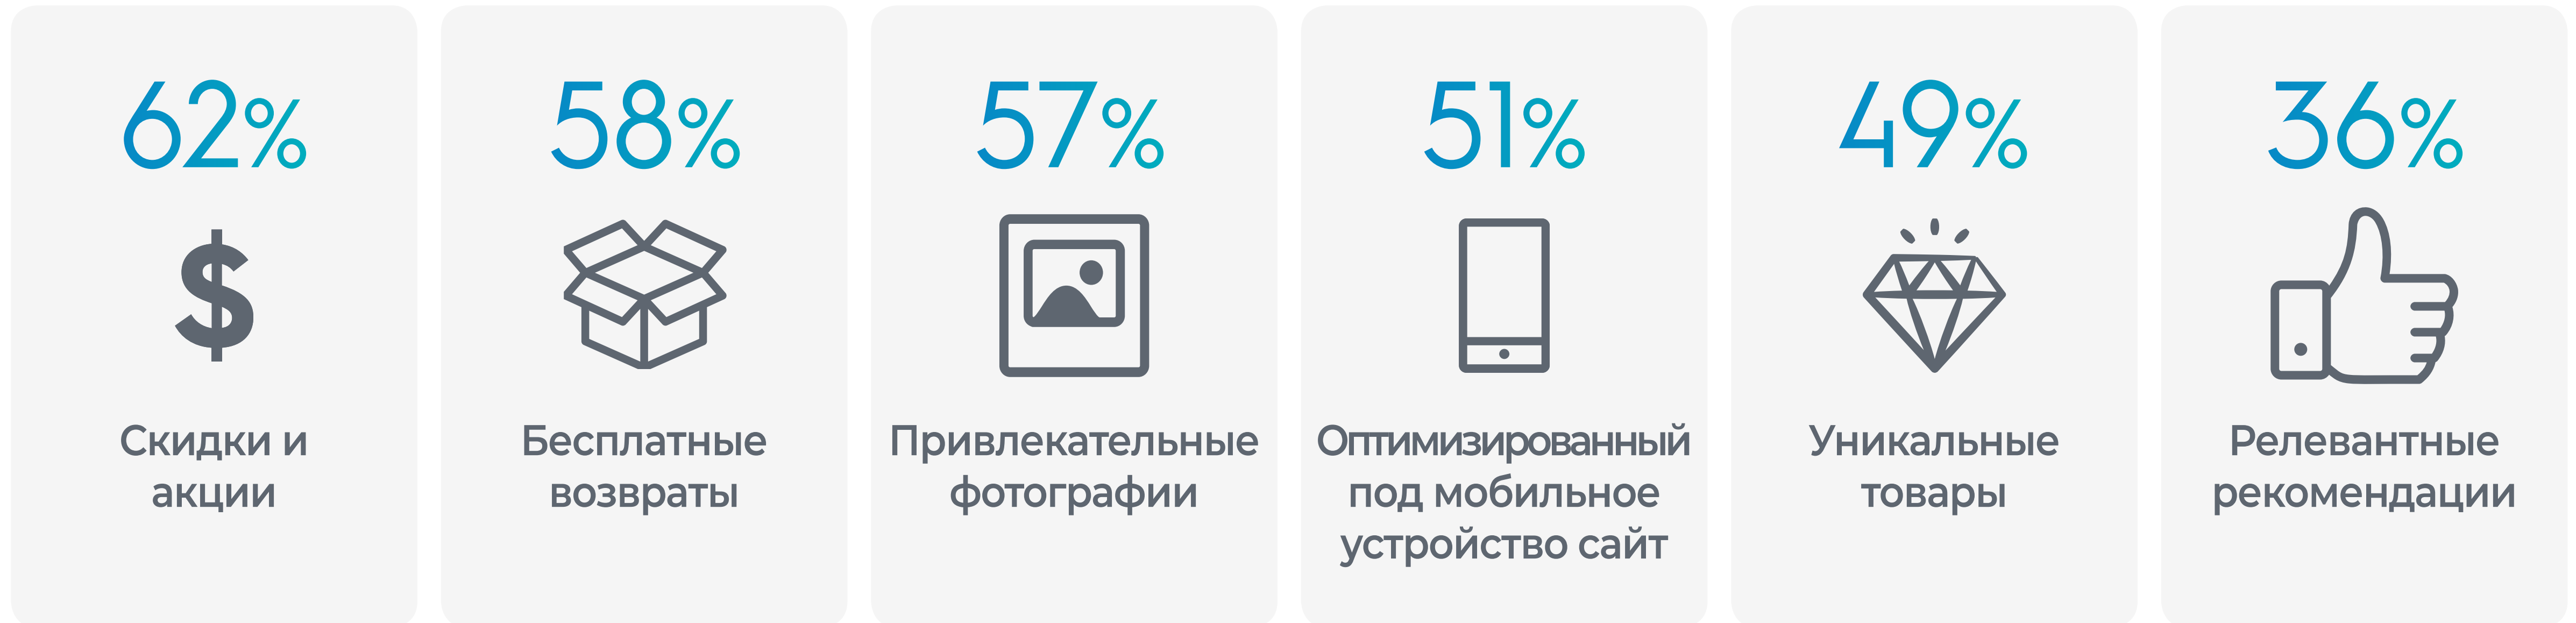 62%
Скидки и
акции
58%
Бесплатные
возвраты
57%
Привлекательные
фотографии
51%
Оптимизированный
под мобильное
устройство сайт
49%
Уникальные
товары
36%
Релевантные
рекомендации